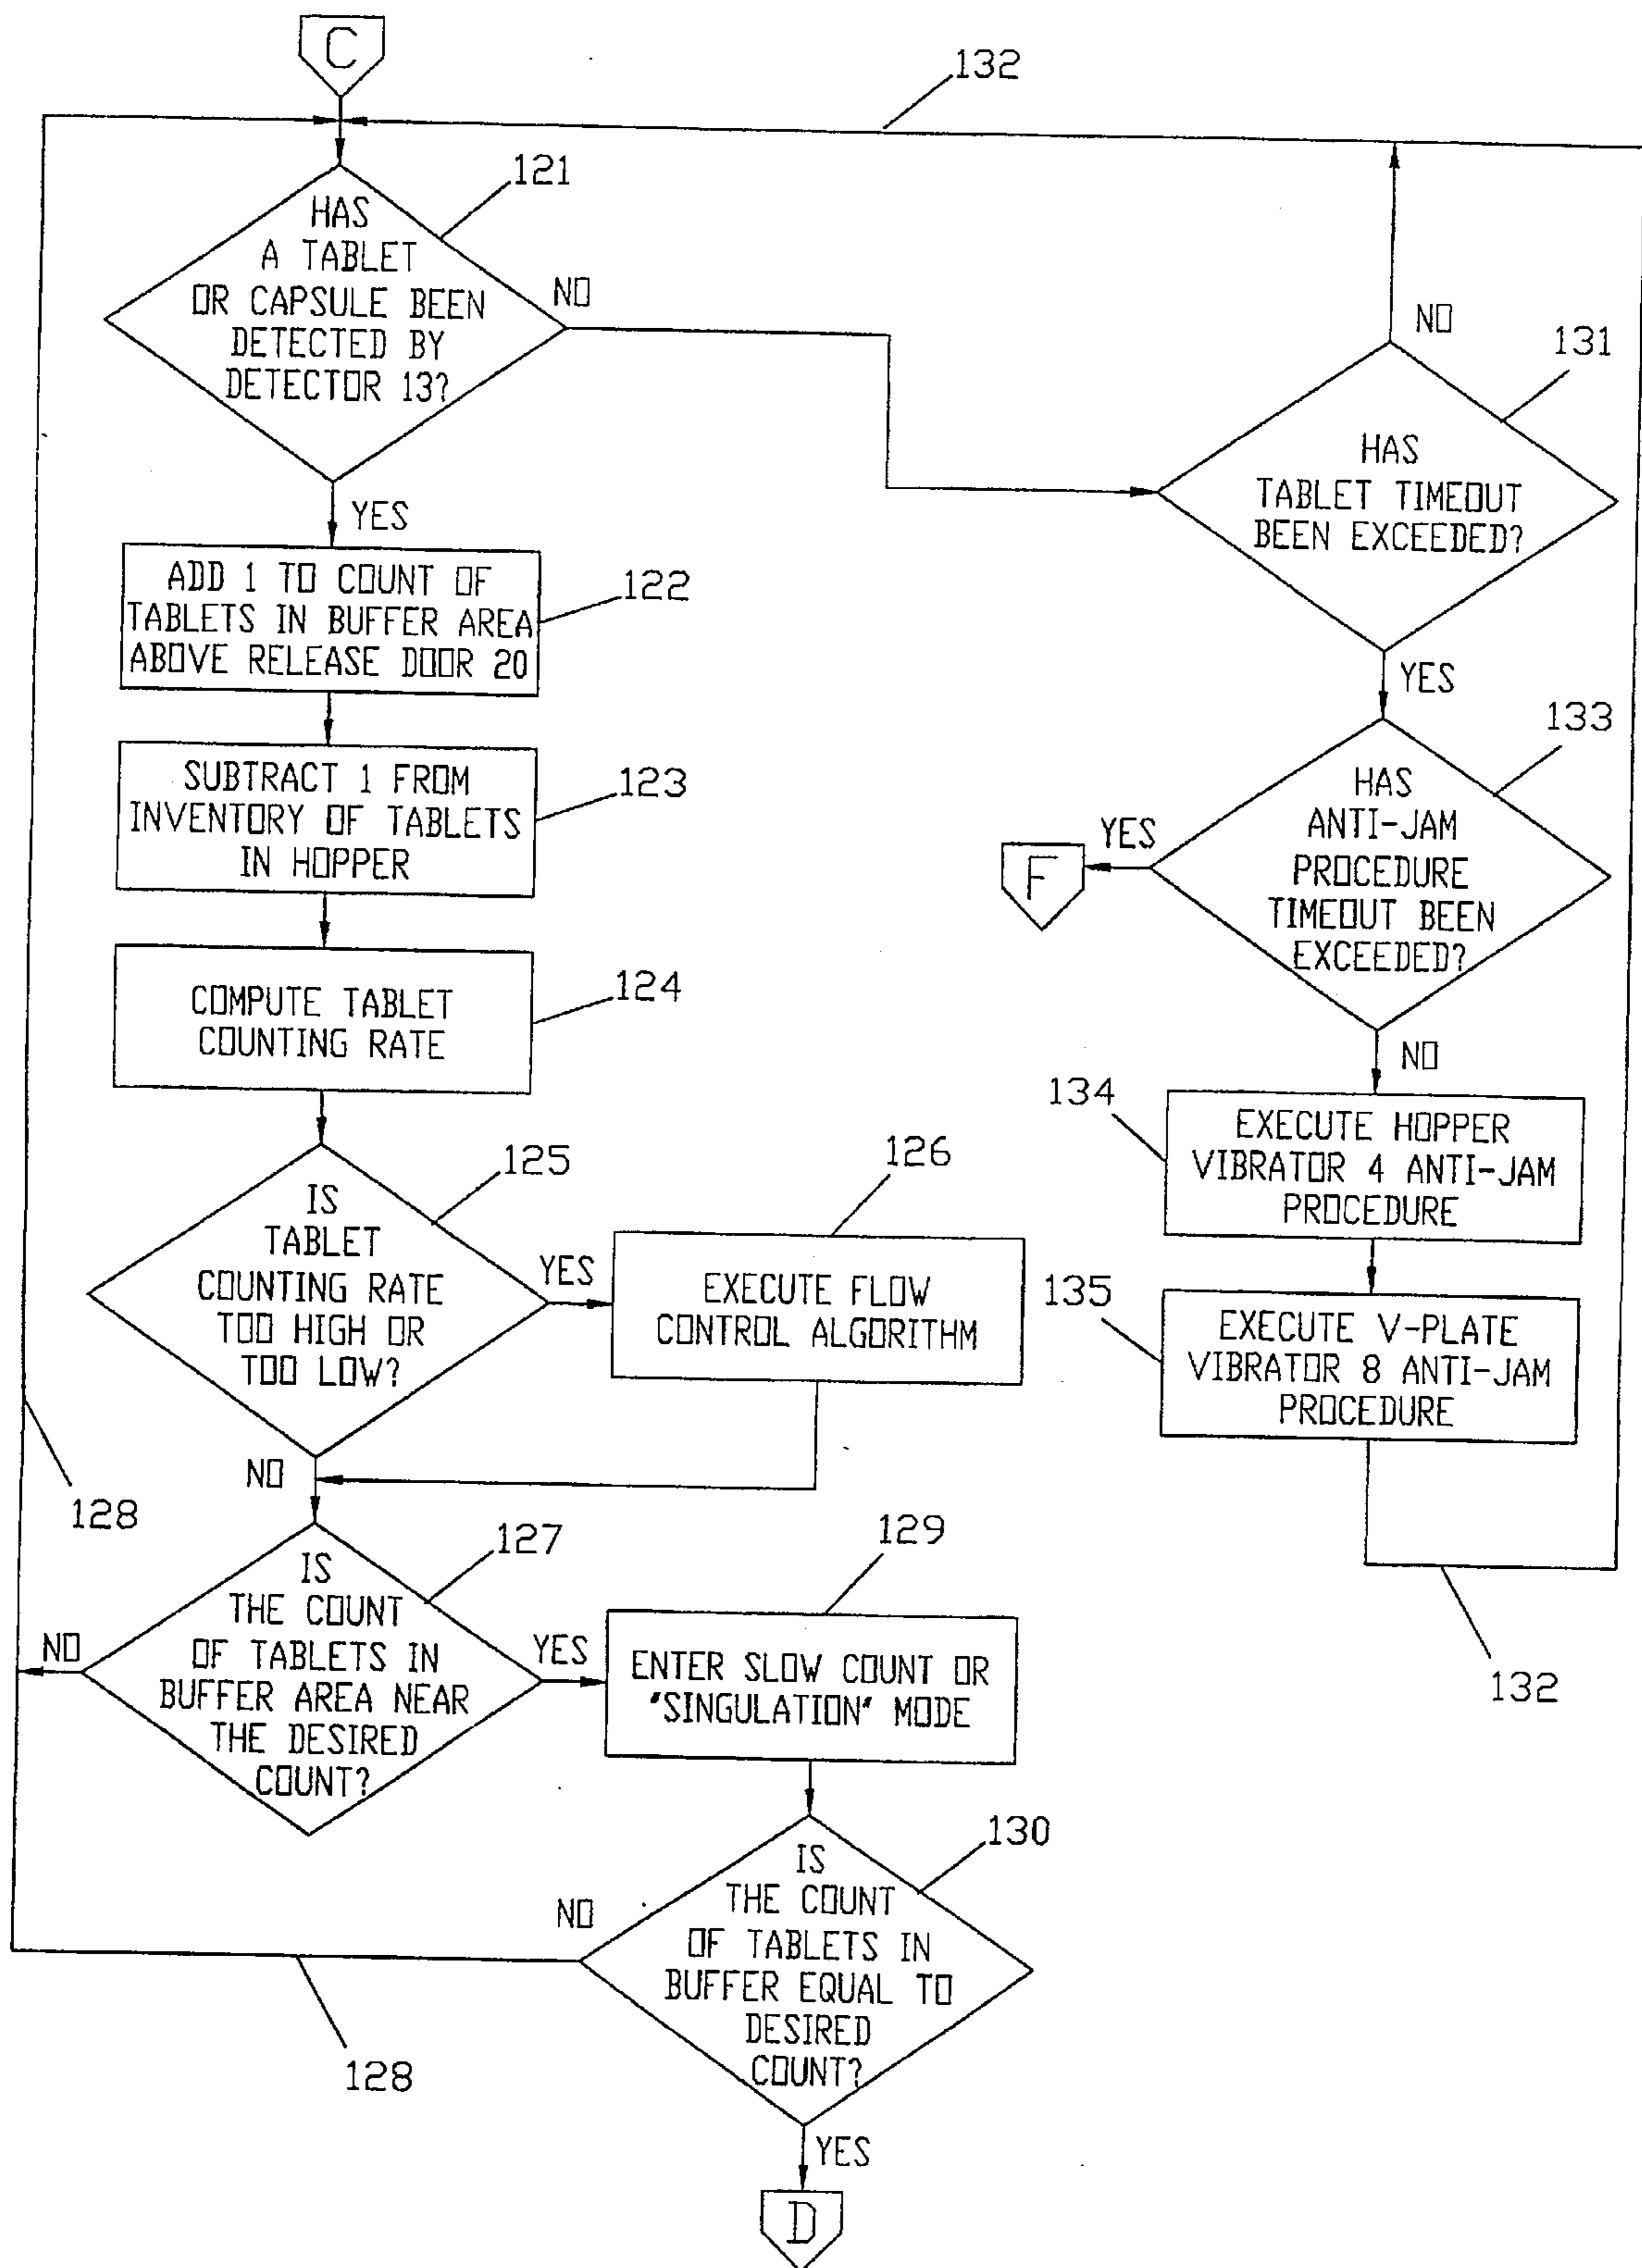 C
132
121
HAS
A TABLET
OR CAPSULE BEEN
DETECTED BY
DETECTOR 13?
NO
YES
ADD 1 TO COUNT OF
TABLETS IN BUFFER AREA
ABOVE RELEASE DOOR 20
122
SUBTRACT 1 FROM
INVENTORY OF TABLETS
IN HOPPER
123
COMPUTE TABLET
COUNTING RATE
124
IS
TABLET
COUNTING RATE
TOO HIGH OR
TOO LOW?
125
YES
126
EXECUTE FLOW
CONTROL ALGORITHM
NO
128
IS
THE COUNT
OF TABLETS IN
BUFFER AREA NEAR
THE DESIRED
COUNT?
127
NO
YES
129
ENTER SLOW COUNT OR
"SINGULATION" MODE
130
IS
THE COUNT
OF TABLETS IN
BUFFER EQUAL TO
DESIRED
COUNT?
NO
128
YES
D
NO
131
HAS
TABLET TIMEOUT
BEEN EXCEEDED?
YES
133
HAS
ANTI-JAM
PROCEDURE
TIMEOUT BEEN
EXCEEDED?
YES
F
NO
134
EXECUTE HOPPER
VIBRATOR 4 ANTI-JAM
PROCEDURE
135
EXECUTE V-PLATE
VIBRATOR 8 ANTI-JAM
PROCEDURE
132